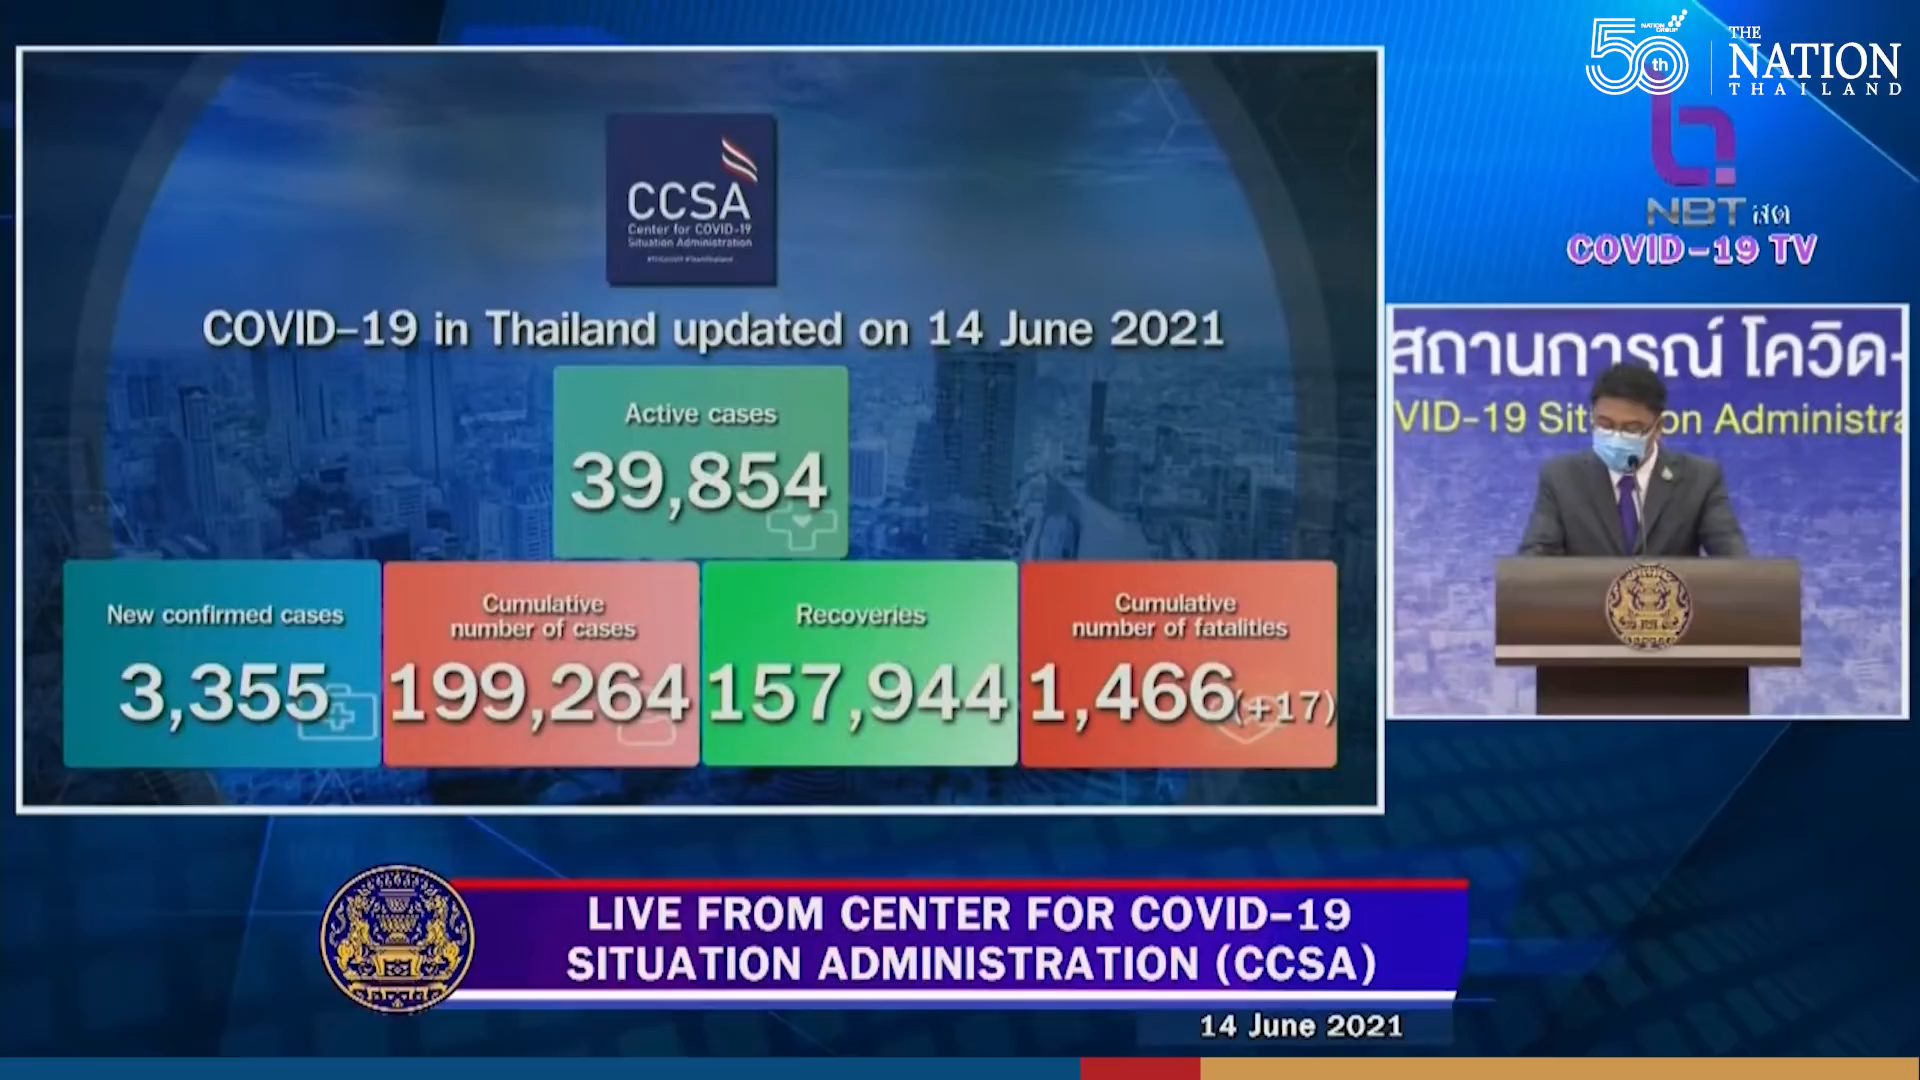 50th
NATION GROUP
THE
NATION
THAILAND
NBT สด
COVID-19 TV
CCSA
Center for COVID-19
Situation Administration
COVID-19 in Thailand updated on 14 June 2021
Active cases
39,854
New confirmed cases
3,355
Cumulative
number of cases
199,264
Recoveries
157,944
Cumulative
number of fatalities
1,466 (+17)
สถานการณ์ โควิด-
VID-19 Sit on Administra
LIVE FROM CENTER FOR COVID-19
SITUATION ADMINISTRATION (CCSA)
14 June 2021